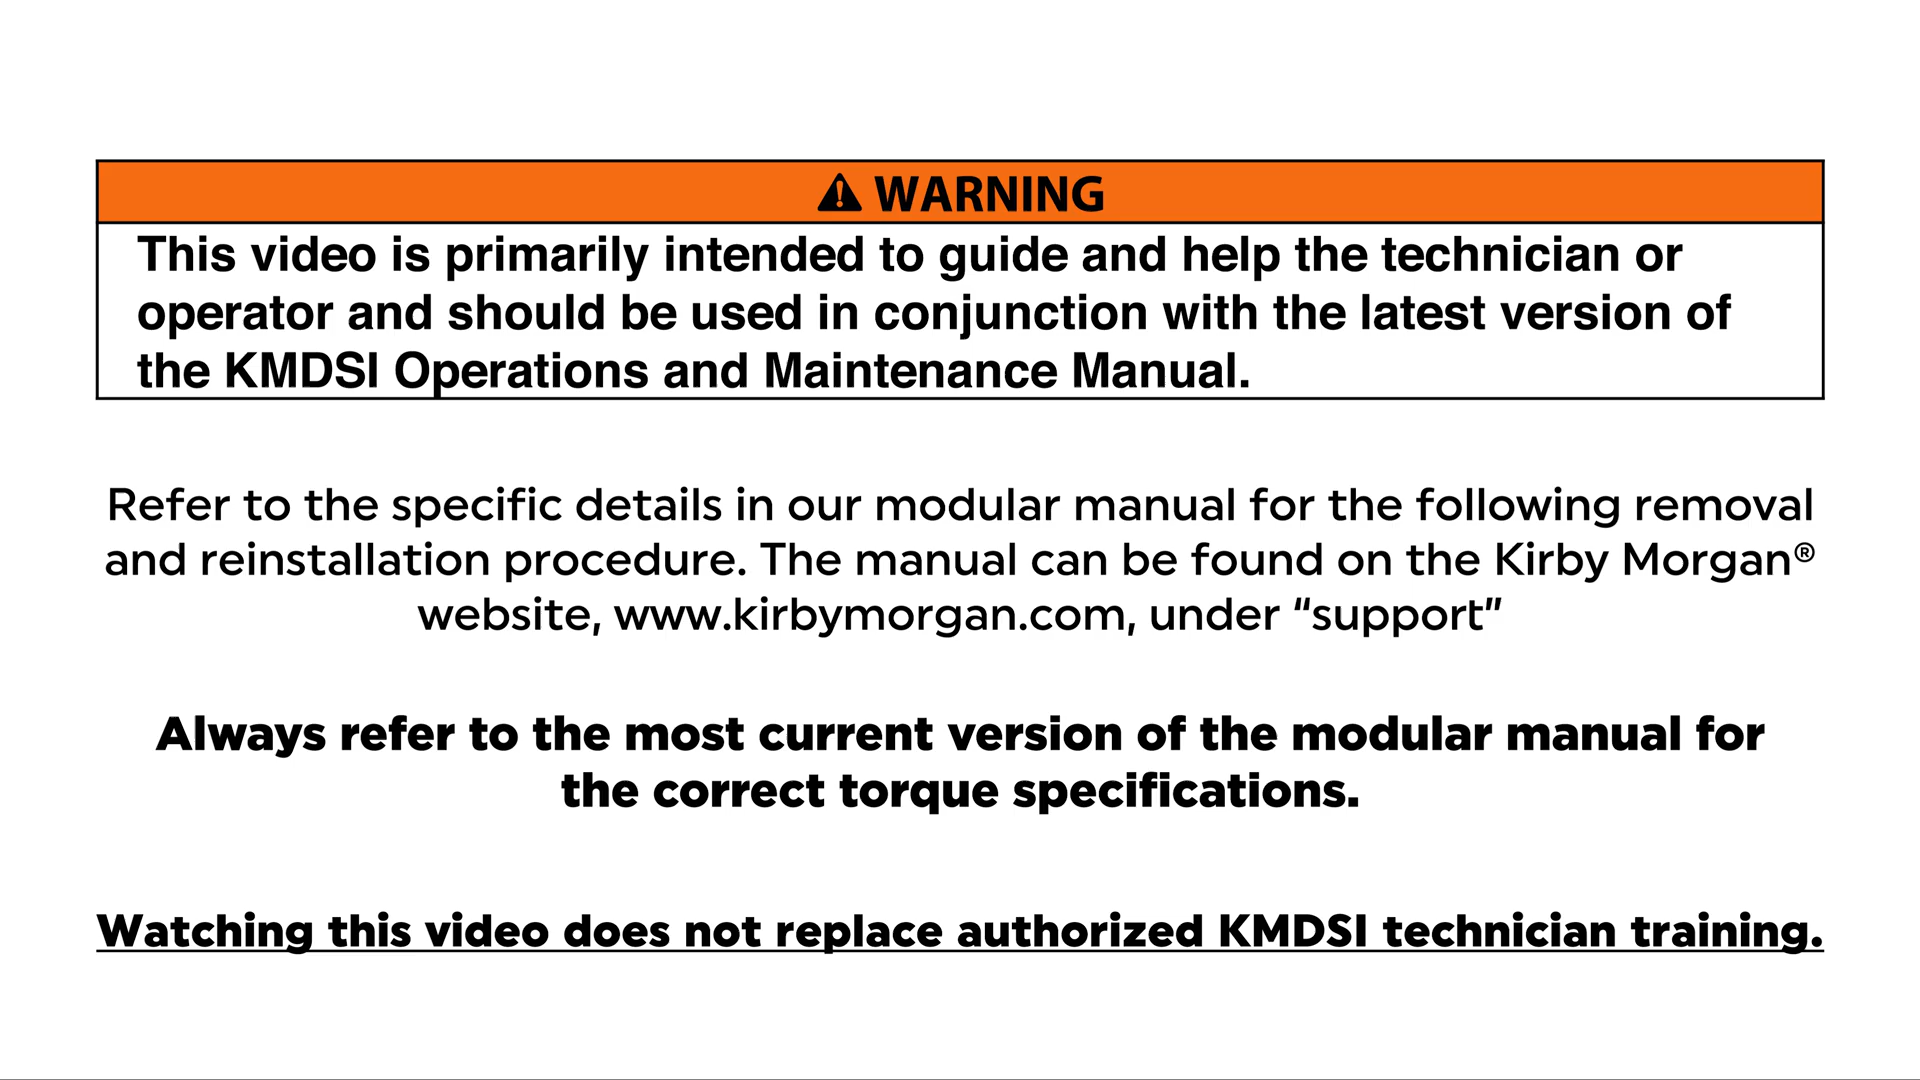 ⚠ WARNING
This video is primarily intended to guide and help the technician or
operator and should be used in conjunction with the latest version of
the KMDSI Operations and Maintenance Manual.
Refer to the specific details in our modular manual for the following removal
and reinstallation procedure. The manual can be found on the Kirby Morgan®
website, www.kirbymorgan.com, under “support”
Always refer to the most current version of the modular manual for
the correct torque specifications.
Watching this video does not replace authorized KMDSI technician training.